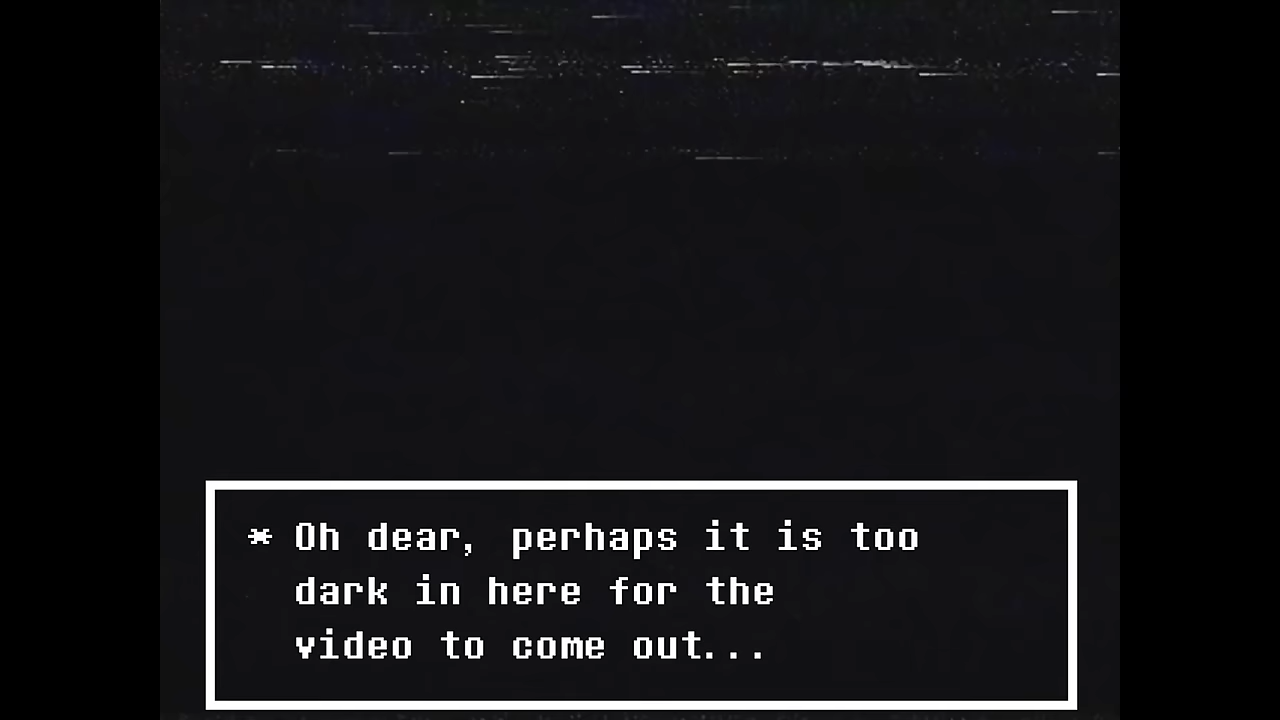 * Oh dear, perhaps it is too
dark in here for the
video to come out...